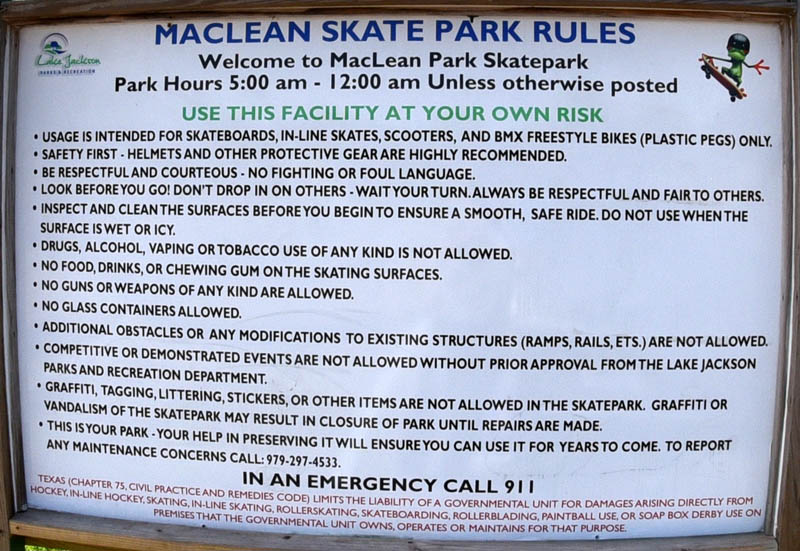 MACLEAN SKATE PARK RULES
Lake Jackson
PARKS & RECREATION
Welcome to MacLean Park Skatepark
Park Hours 5:00 am - 12:00 am Unless otherwise posted
USE THIS FACILITY AT YOUR OWN RISK
• USAGE IS INTENDED FOR SKATEBOARDS, IN-LINE SKATES, SCOOTERS, AND BMX FREESTYLE BIKES (PLASTIC PEGS) ONLY.
• SAFETY FIRST - HELMETS AND OTHER PROTECTIVE GEAR ARE HIGHLY RECOMMENDED.
• BE RESPECTFUL AND COURTEOUS - NO FIGHTING OR FOUL LANGUAGE.
• LOOK BEFORE YOU GO! DON'T DROP IN ON OTHERS - WAIT YOUR TURN. ALWAYS BE RESPECTFUL AND FAIR TO OTHERS.
• INSPECT AND CLEAN THE SURFACES BEFORE YOU BEGIN TO ENSURE A SMOOTH, SAFE RIDE. DO NOT USE WHEN THE
SURFACE IS WET OR ICY.
• DRUGS, ALCOHOL, VAPING OR TOBACCO USE OF ANY KIND IS NOT ALLOWED.
• NO FOOD, DRINKS, OR CHEWING GUM ON THE SKATING SURFACES.
• NO GUNS OR WEAPONS OF ANY KIND ARE ALLOWED.
• NO GLASS CONTAINERS ALLOWED.
• ADDITIONAL OBSTACLES OR ANY MODIFICATIONS TO EXISTING STRUCTURES (RAMPS, RAILS, ETS.) ARE NOT ALLOWED.
• COMPETITIVE OR DEMONSTRATED EVENTS ARE NOT ALLOWED WITHOUT PRIOR APPROVAL FROM THE LAKE JACKSON
PARKS AND RECREATION DEPARTMENT.
• GRAFFITI, TAGGING, LITTERING, STICKERS, OR OTHER ITEMS ARE NOT ALLOWED IN THE SKATEPARK. GRAFFITI OR
VANDALISM OF THE SKATEPARK MAY RESULT IN CLOSURE OF PARK UNTIL REPAIRS ARE MADE.
• THIS IS YOUR PARK - YOUR HELP IN PRESERVING IT WILL ENSURE YOU CAN USE IT FOR YEARS TO COME. TO REPORT
ANY MAINTENANCE CONCERNS CALL: 979-297-4533.
IN AN EMERGENCY CALL 911
TEXAS (CHAPTER 75, CIVIL PRACTICE AND REMEDIES CODE) LIMITS THE LIABILITY OF A GOVERNMENTAL UNIT FOR DAMAGES ARISING DIRECTLY FROM
HOCKEY, IN-LINE HOCKEY, SKATING, IN-LINE SKATING, ROLLERSKATING, SKATEBOARDING, ROLLERBLADING, PAINTBALL USE, OR SOAP BOX DERBY USE ON
PREMISES THAT THE GOVERNMENTAL UNIT OWNS, OPERATES OR MAINTAINS FOR THAT PURPOSE.